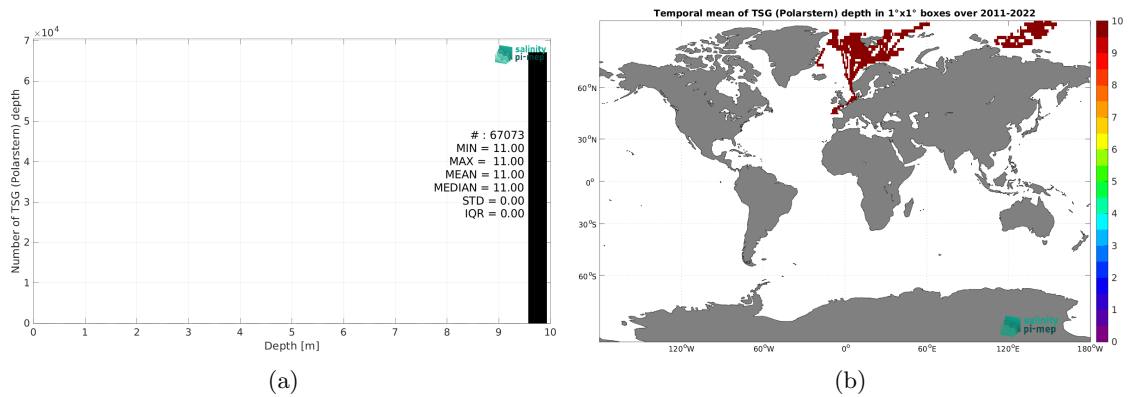 Temporal mean of TSG (Polarstern) depth in 1°x1° boxes over 2011-2022
×10⁴
7
6
5
4
3
2
1
0
Number of TSG (Polarstern) depth
salinity
pi-mep
# : 67073
MIN = 11.00
MAX = 11.00
MEAN = 11.00
MEDIAN = 11.00
STD = 0.00
IQR = 0.00
0 1 2 3 4 5 6 7 8 9 10
Depth [m]
(a)
60°N
30°N
0°
30°S
60°S
120°W 60°W 0° 60°E 120°E 180°W
salinity
pi-mep
10
9
8
7
6
5
4
3
2
1
0
(b)